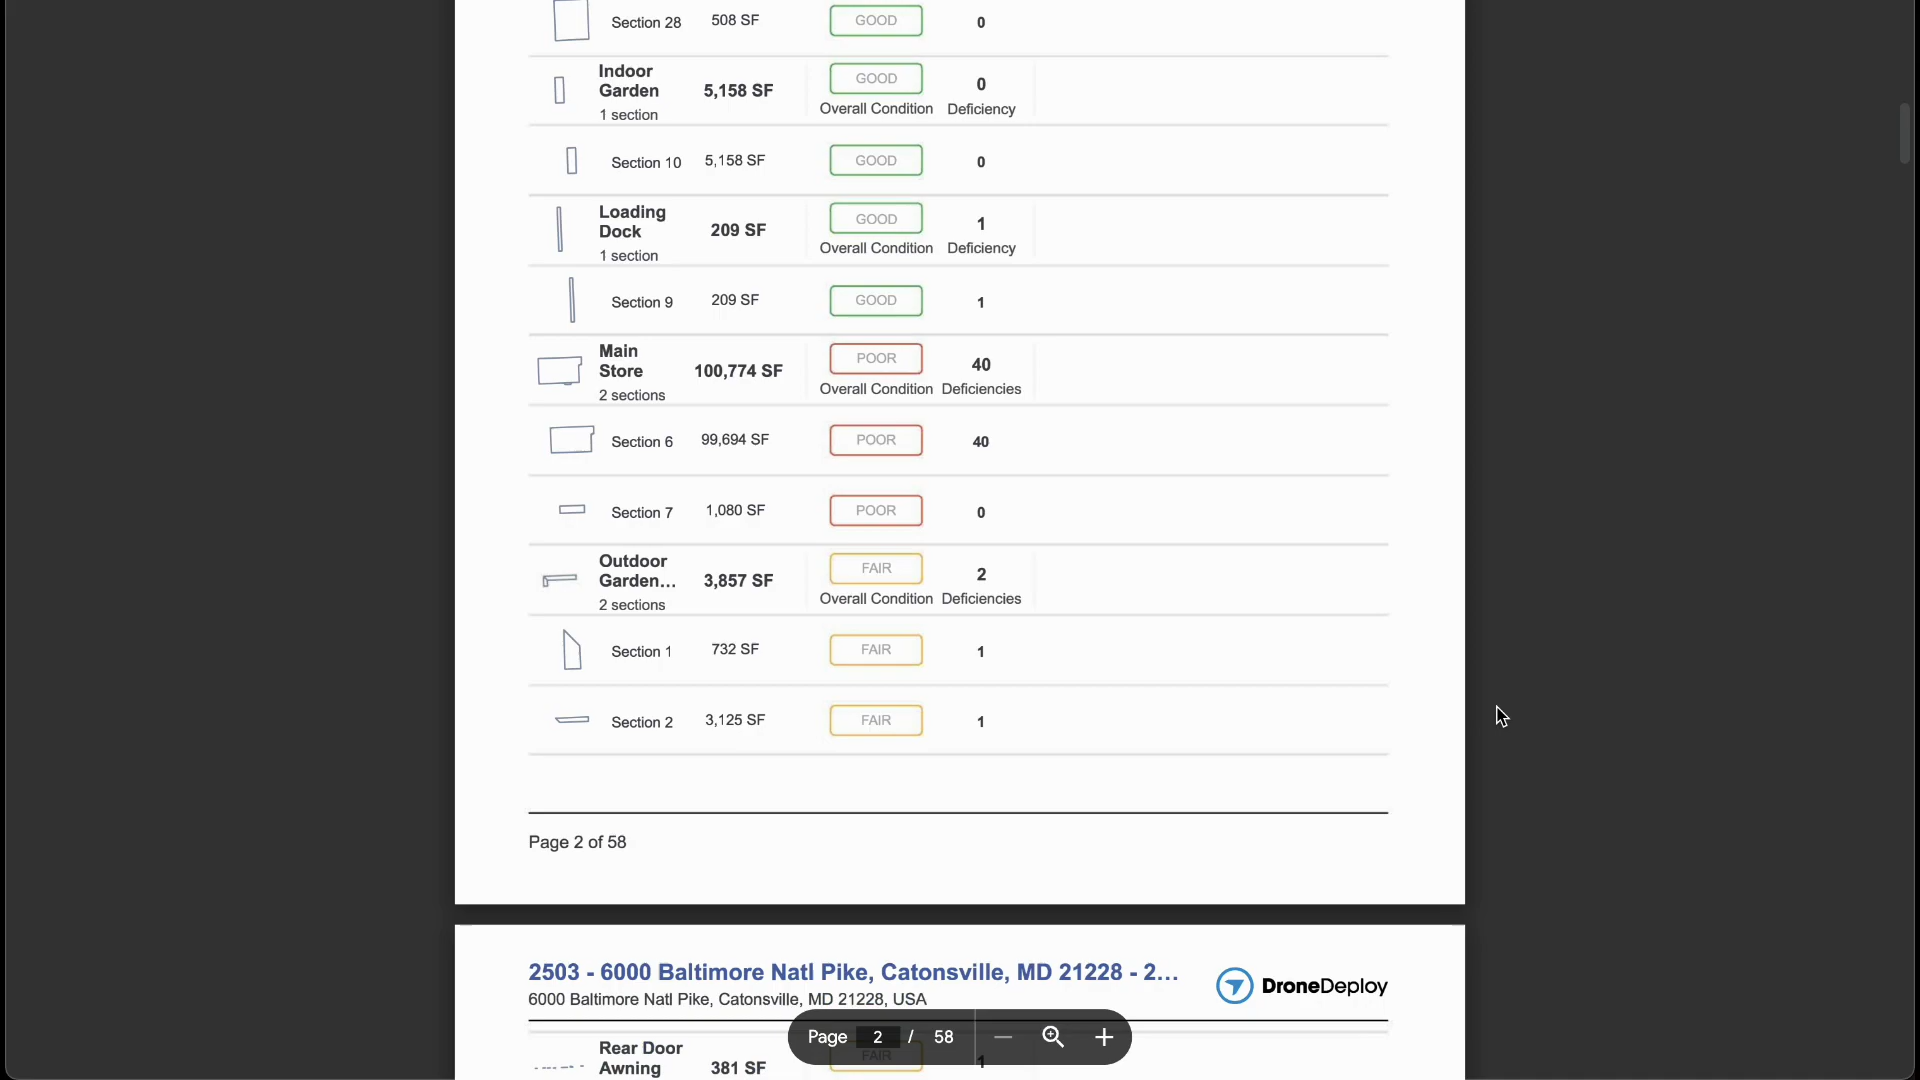 Section 28 508 SF GOOD 0
Indoor
Garden 5,158 SF GOOD 0
1 section Overall Condition Deficiency
Section 10 5,158 SF GOOD 0
Loading
Dock 209 SF GOOD 1
1 section Overall Condition Deficiency
Section 9 209 SF GOOD 1
Main
Store 100,774 SF POOR 40
2 sections Overall Condition Deficiencies
Section 6 99,694 SF POOR 40
Section 7 1,080 SF POOR 0
Outdoor
Garden... 3,857 SF FAIR 2
2 sections Overall Condition Deficiencies
Section 1 732 SF FAIR 1
Section 2 3,125 SF FAIR 1
Page 2 of 58
2503 - 6000 Baltimore Natl Pike, Catonsville, MD 21228 - 2...
DroneDeploy
6000 Baltimore Natl Pike, Catonsville, MD 21228, USA
Page 2 / 58
Rear Door
Awning 381 SF FAIR 1